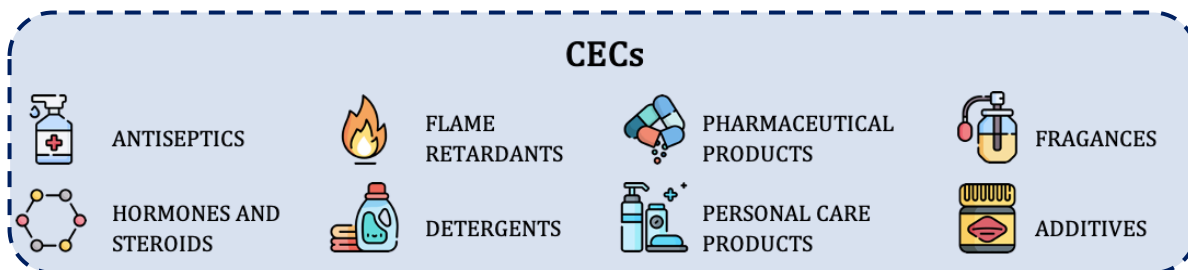 CECs
ANTISEPTICS
FLAME
RETARDANTS
PHARMACEUTICAL
PRODUCTS
FRAGANCES
HORMONES AND
STEROIDS
DETERGENTS
PERSONAL CARE
PRODUCTS
ADDITIVES